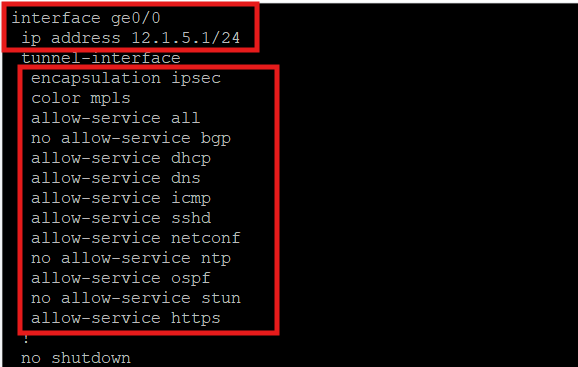 interface ge0/0
ip address 12.1.5.1/24
tunnel-interface
encapsulation ipsec
color mpls
allow-service all
no allow-service bgp
allow-service dhcp
allow-service dns
allow-service icmp
allow-service sshd
allow-service netconf
no allow-service ntp
allow-service ospf
no allow-service stun
allow-service https
!
no shutdown